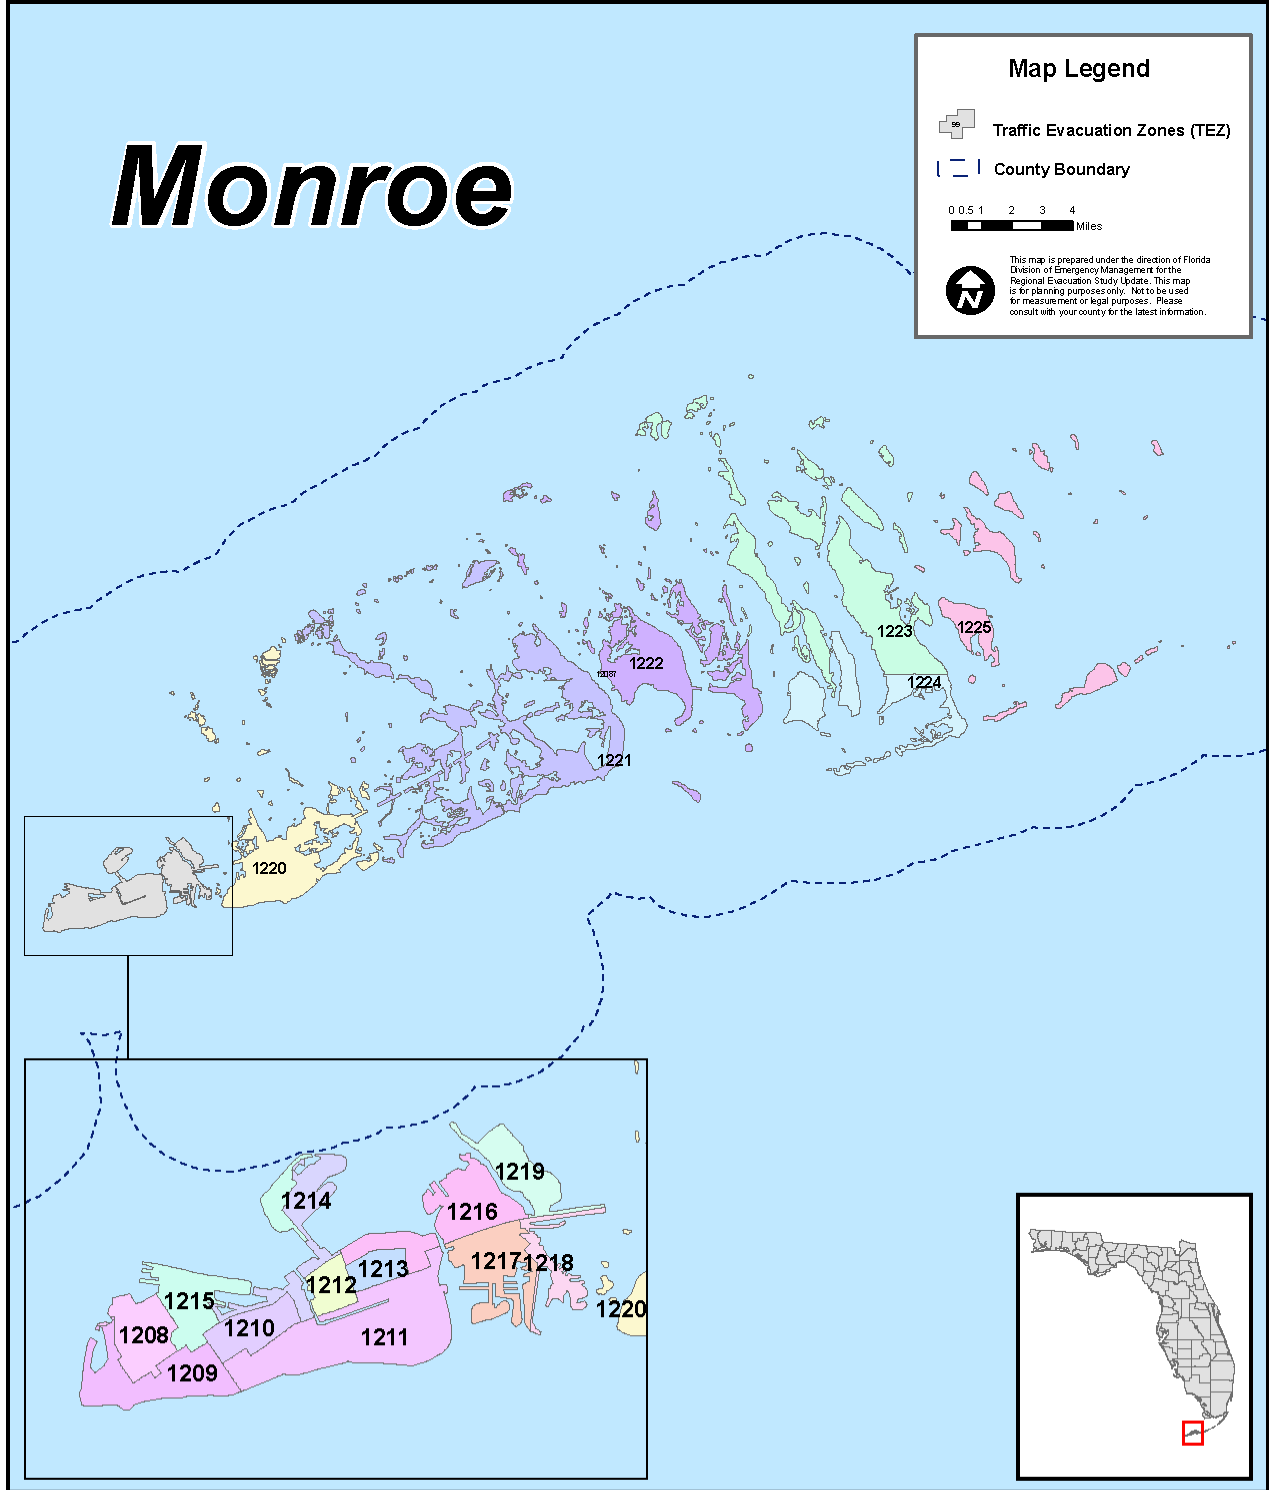 Monroe
Map Legend
99
Traffic Evacuation Zones (TEZ)
County Boundary
0 0.5 1 2 3 4
Miles
N
This map is prepared under the direction of Florida
Division of Emergency Management for the
Regional Evacuation Study Update. This map
is for planning purposes only. Not to be used
for measurement or legal purposes. Please
consult with your county for the latest information.
1223
1225
1222
12087
1224
1221
1220
1219
1214
1216
1217
1218
1213
1212
1215
1220
1210
1208
1211
1209